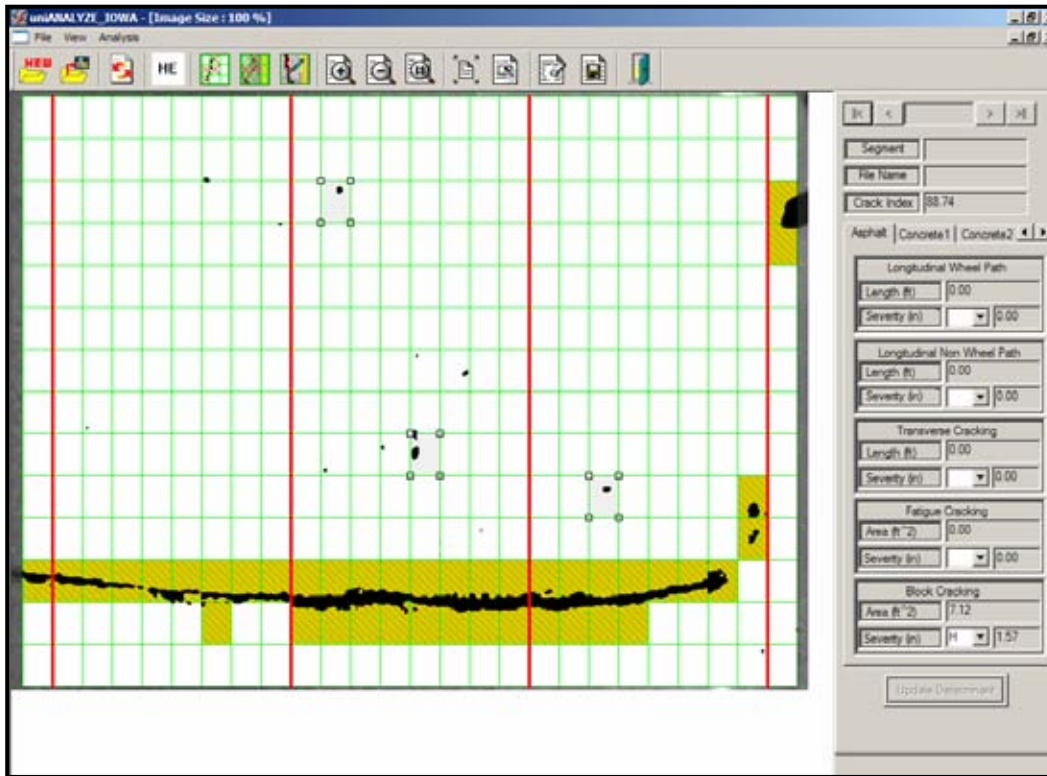 uniANALYZE_IOWA - [Image Size : 100 %]
File View Analysis
NEW HE
Segment
File Name
Crack Index 88.74
Asphalt Concrete1 Concrete2
Longitudinal Wheel Path
Length (ft) 0.00
Severity (in) 0.00
Longitudinal Non Wheel Path
Length (ft) 0.00
Severity (in) 0.00
Transverse Cracking
Length (ft) 0.00
Severity (in) 0.00
Fatigue Cracking
Area (ft^2) 0.00
Severity (in) 0.00
Block Cracking
Area (ft^2) 7.12
Severity (in) H 1.57
Update Determinant